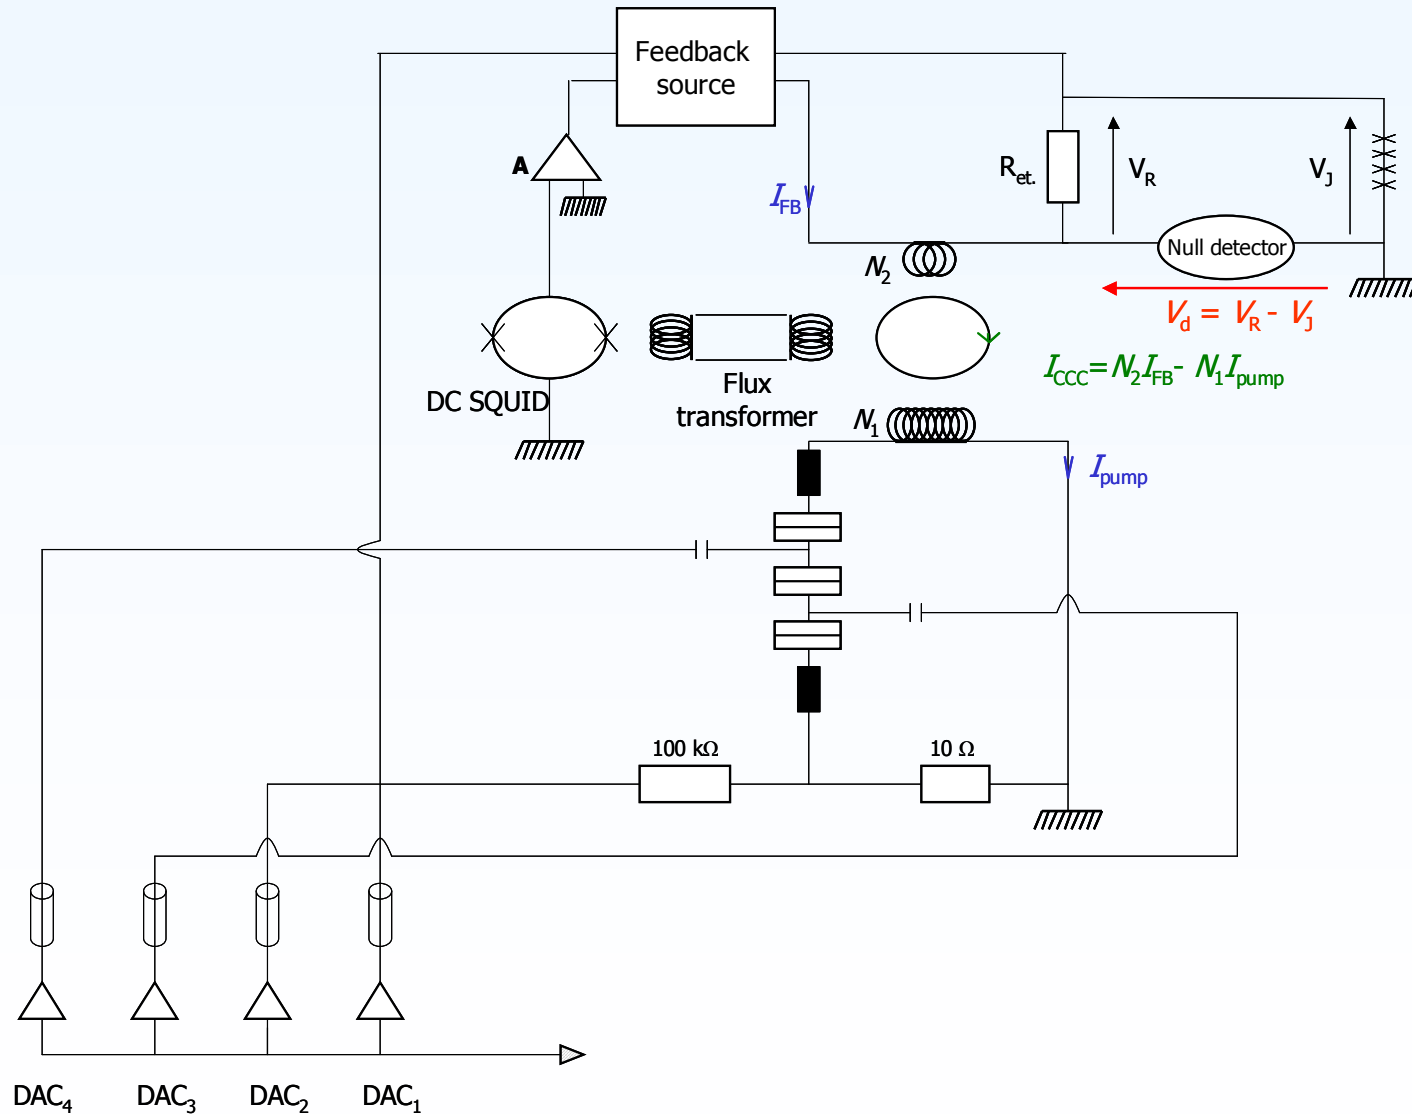 Feedback
source
A
I_FB
R_et.
V_R
V_J
N_2
Null detector
V_d = V_R - V_J
I_CCC=N_2I_FB- N_1I_pump
Flux
transformer
DC SQUID
N_1
I_pump
100 kΩ
10 Ω
DAC_4
DAC_3
DAC_2
DAC_1